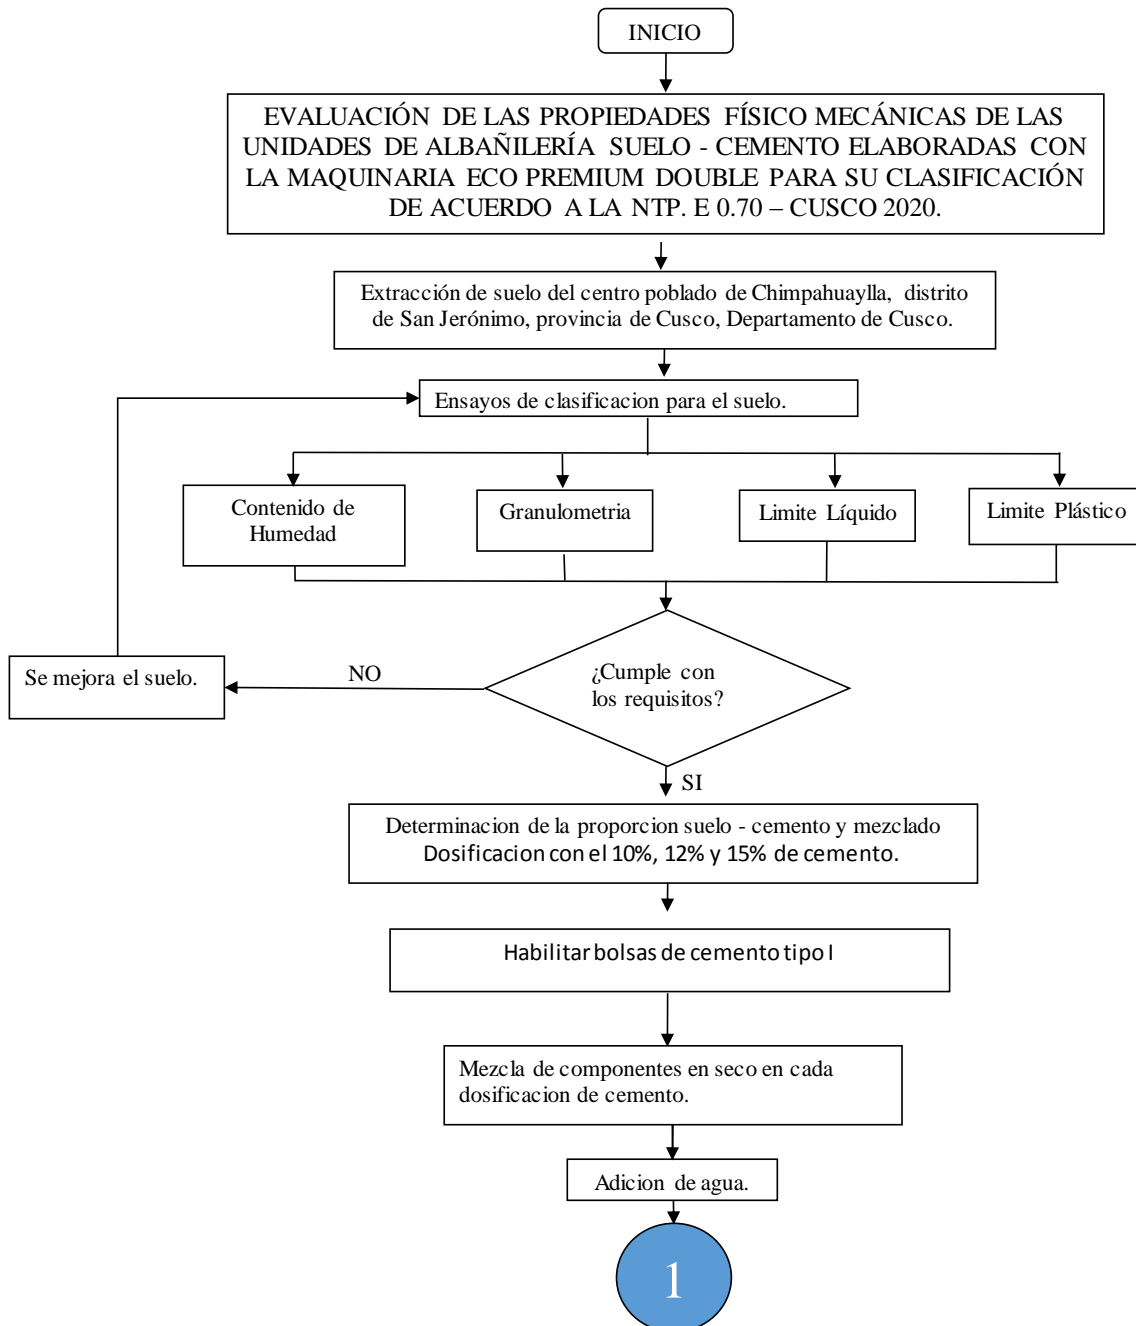 INICIO
EVALUACIÓN DE LAS PROPIEDADES FÍSICO MECÁNICAS DE LAS
UNIDADES DE ALBAÑILERÍA SUELO - CEMENTO ELABORADAS CON
LA MAQUINARIA ECO PREMIUM DOUBLE PARA SU CLASIFICACIÓN
DE ACUERDO A LA NTP. E 0.70 – CUSCO 2020.
Extracción de suelo del centro poblado de Chimpahuaylla, distrito
de San Jerónimo, provincia de Cusco, Departamento de Cusco.
Ensayos de clasificacion para el suelo.
Contenido de
Humedad
Granulometria
Limite Líquido
Limite Plástico
¿Cumple con
los requisitos?
NO
Se mejora el suelo.
SI
Determinacion de la proporcion suelo - cemento y mezclado
Dosificacion con el 10%, 12% y 15% de cemento.
Habilitar bolsas de cemento tipo I
Mezcla de componentes en seco en cada
dosificacion de cemento.
Adicion de agua.
1